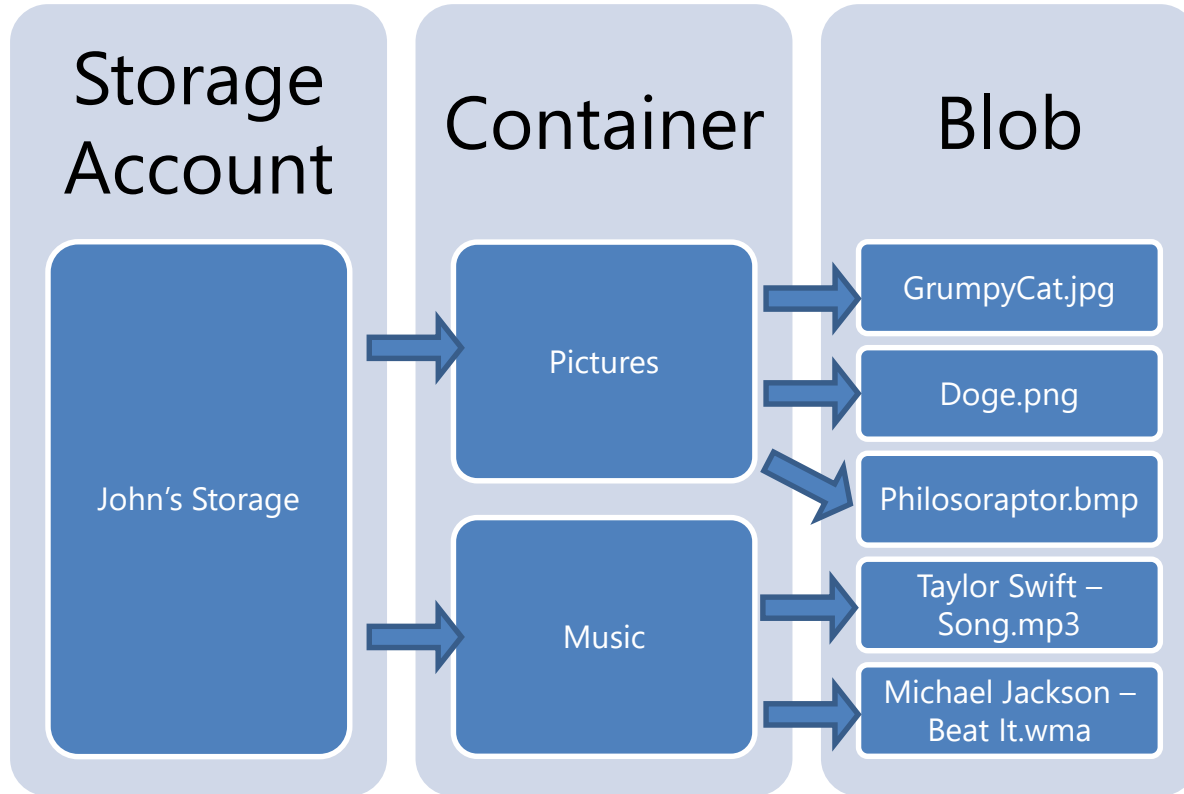 Storage
Account
Container
Blob
John’s Storage
Pictures
Music
GrumpyCat.jpg
Doge.png
Philosoraptor.bmp
Taylor Swift –
Song.mp3
Michael Jackson –
Beat It.wma